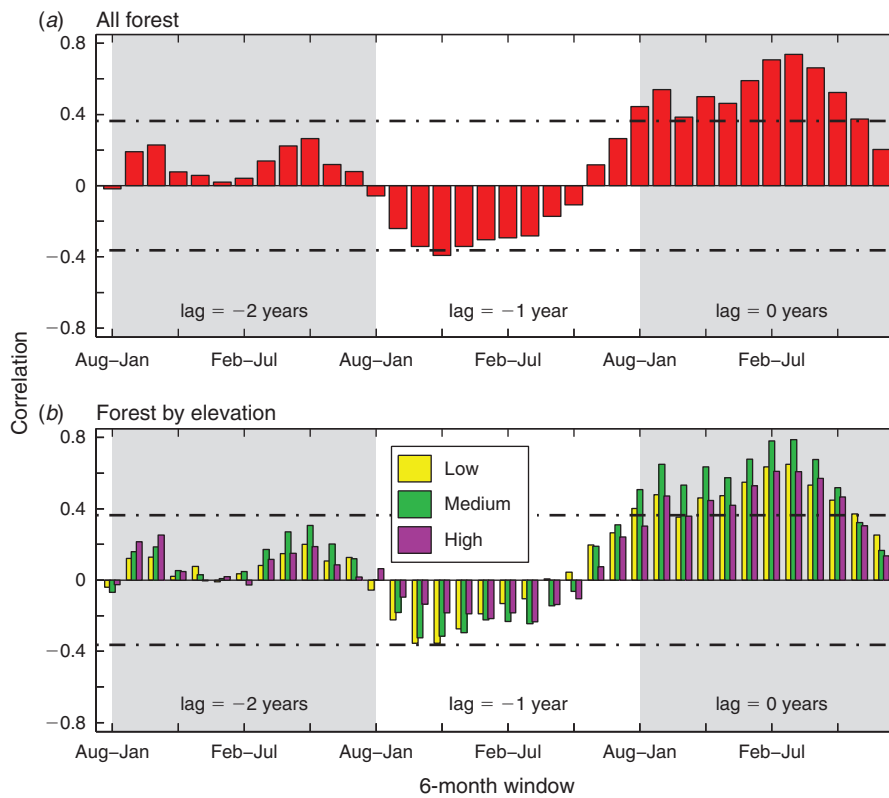 (a) All forest
0.8
0.4
0
−0.4
−0.8
lag = −2 years
lag = −1 year
lag = 0 years
Aug–Jan
Feb–Jul
Aug–Jan
Feb–Jul
Aug–Jan
Feb–Jul
Correlation
(b) Forest by elevation
0.8
0.4
0
−0.4
−0.8
Low
Medium
High
lag = −2 years
lag = −1 year
lag = 0 years
Aug–Jan
Feb–Jul
Aug–Jan
Feb–Jul
Aug–Jan
Feb–Jul
6-month window